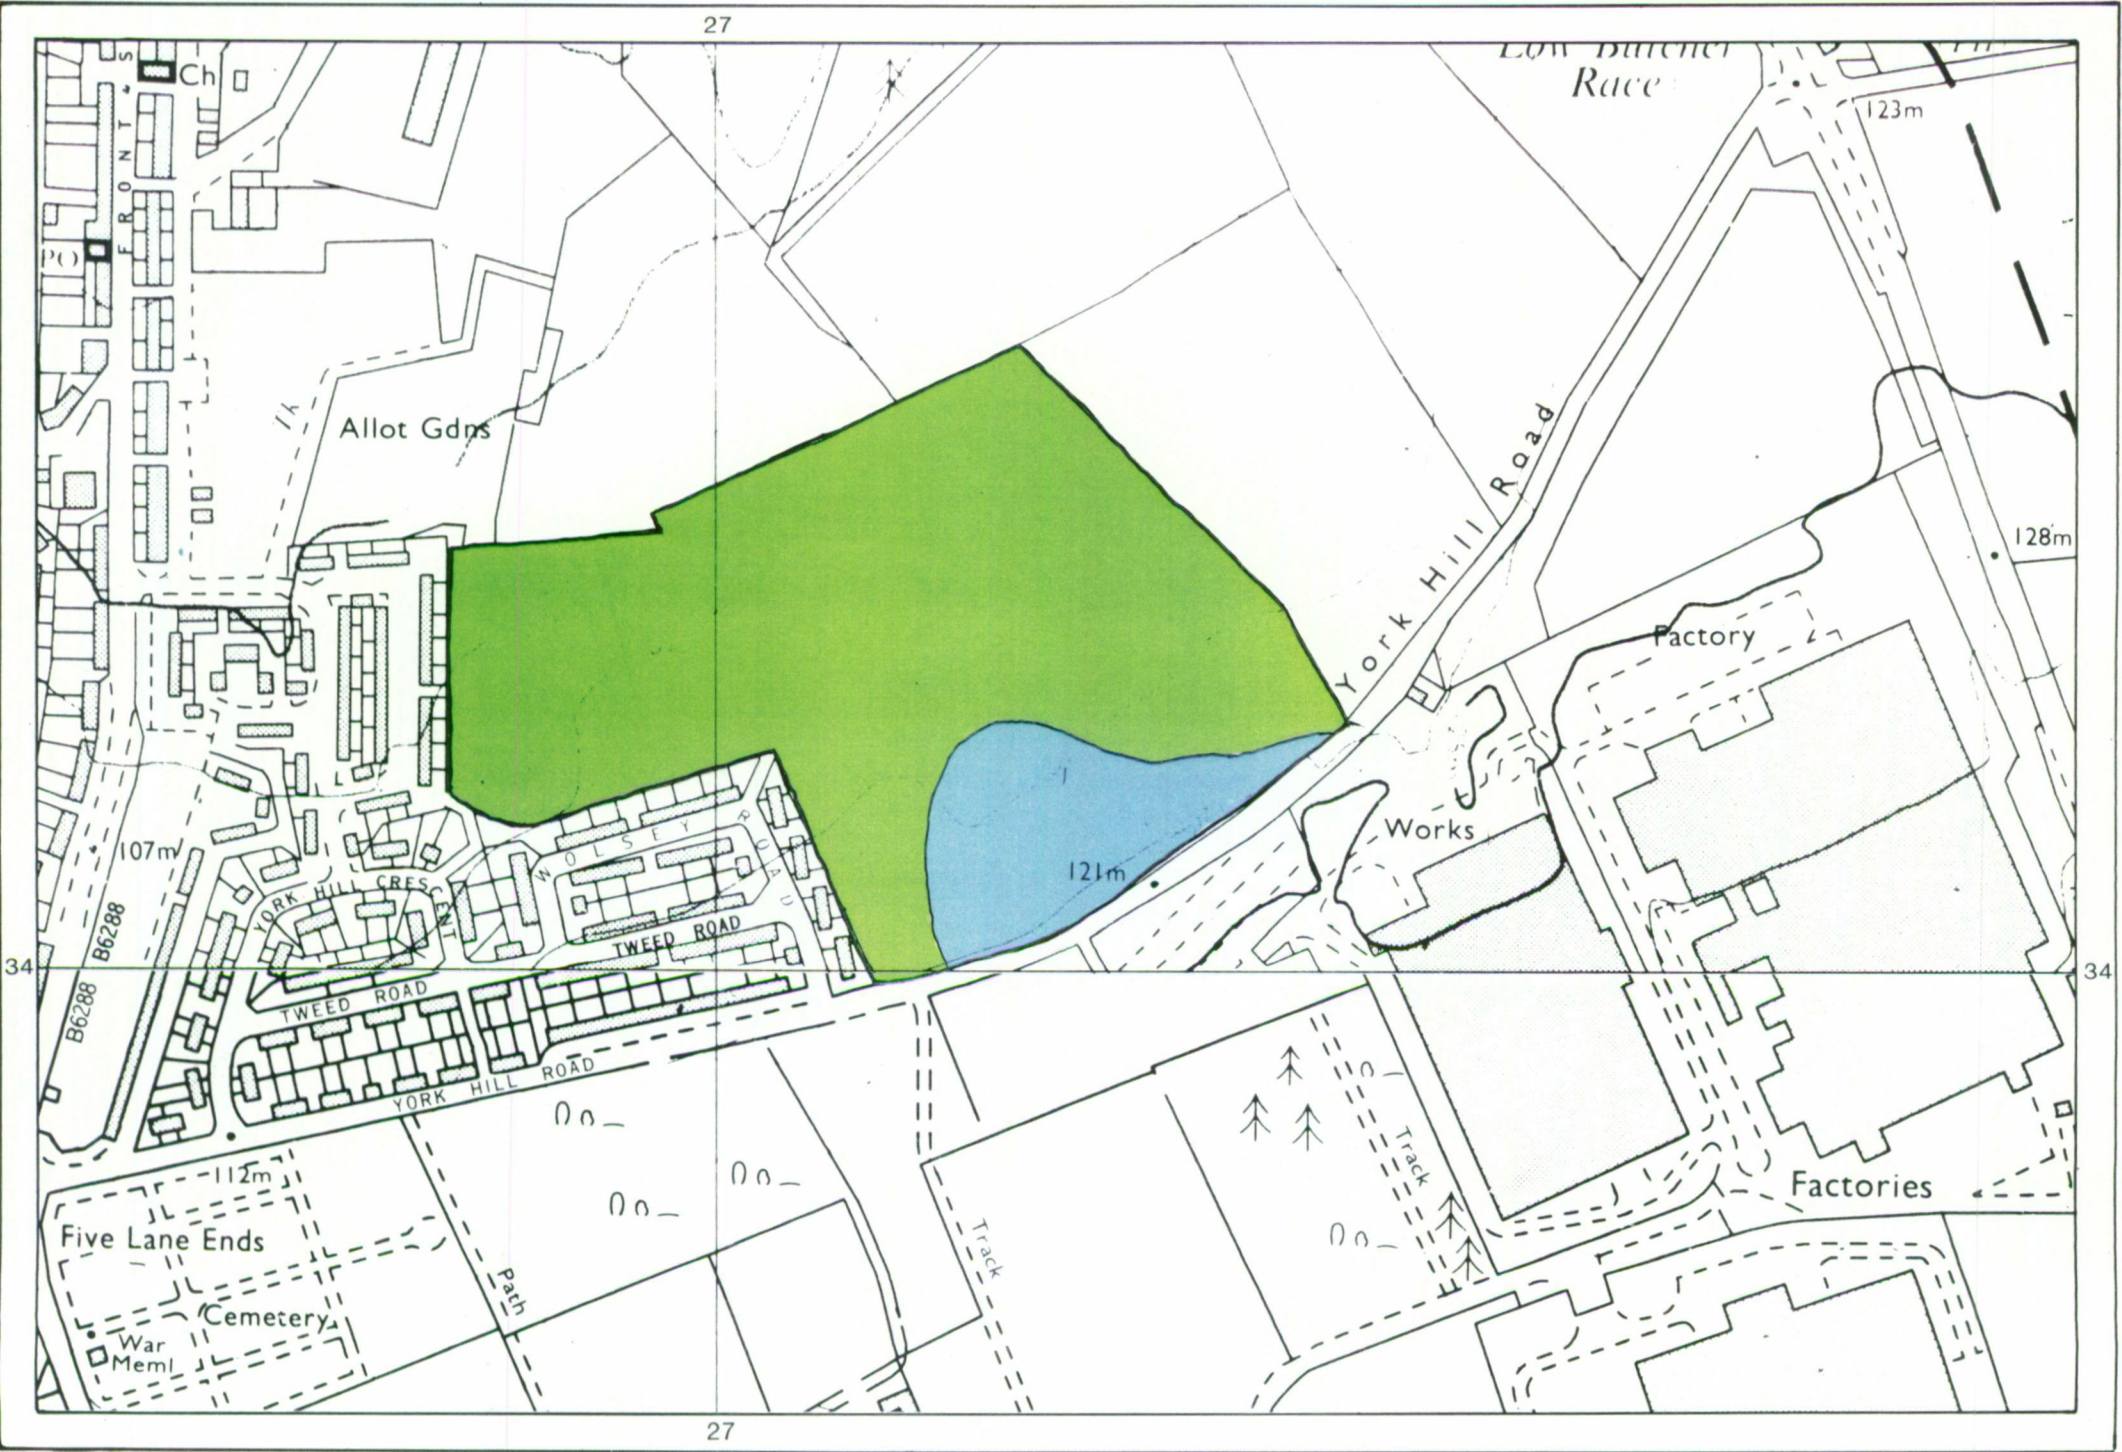 27
FRONT S
Ch
Low Butcher
Race
123m
PO
Allot Gdns
York Hill Road
128m
Factory
107m
WOLSEY ROAD
Works
121m
YORK HILL CRESCENT
TWEED ROAD
B6288
34
34
B6288
TWEED ROAD
YORK HILL ROAD
Track
112m
Factories
Five Lane Ends
Track
Path
Cemetery
War
Meml
27